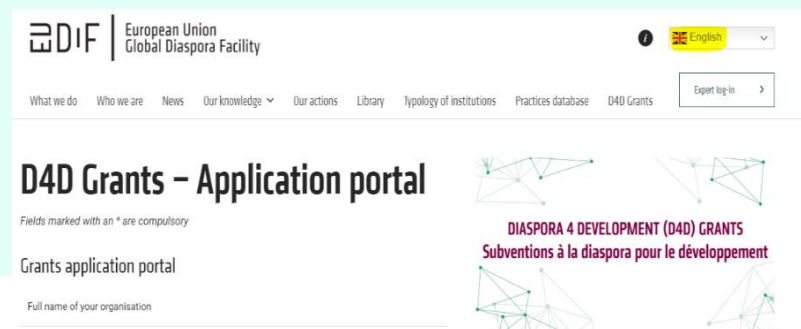 EUDiF
European Union
Global Diaspora Facility
i
English
What we do Who we are News Our knowledge Our actions Library Typology of institutions Practices database D4D Grants Expert log-in
D4D Grants – Application portal
Fields marked with an * are compulsory
Grants application portal
Full name of your organisation
DIASPORA 4 DEVELOPMENT (D4D) GRANTS
Subventions à la diaspora pour le développement